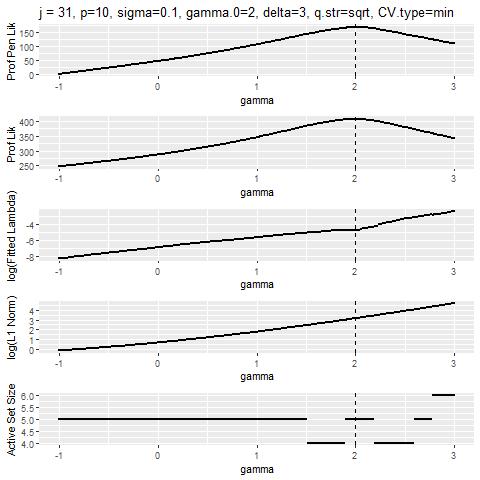 j = 31, p=10, sigma=0.1, gamma.0=2, delta=3, q.str=sqrt, CV.type=min
Prof Pen Lik
150
100
50
0
-1 0 1 2 3
gamma
Prof Lik
400
350
300
250
-1 0 1 2 3
gamma
log(Fitted Lambda)
-4
-6
-8
-1 0 1 2 3
gamma
log(L1 Norm)
4
3
2
1
0
-1 0 1 2 3
gamma
Active Set Size
6.0
5.5
5.0
4.5
4.0
-1 0 1 2 3
gamma